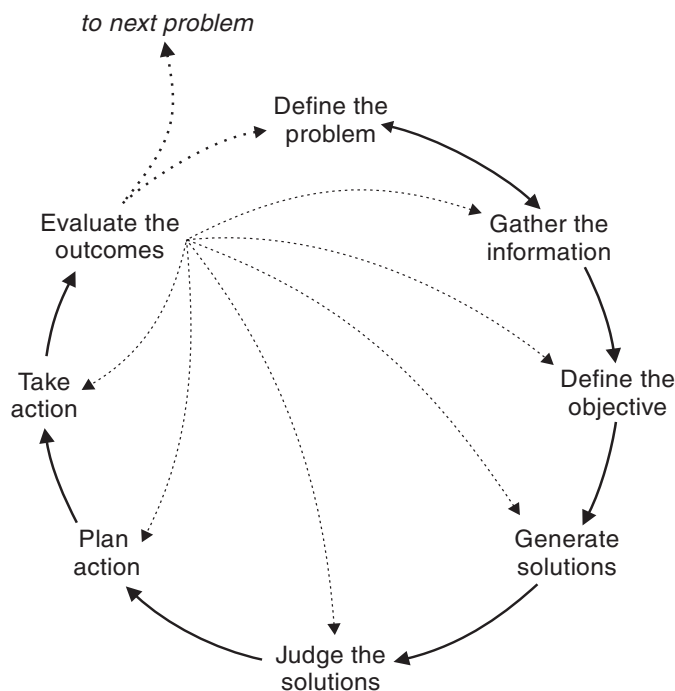 to next problem
Define the
problem
Gather the
information
Define the
objective
Generate
solutions
Judge the
solutions
Plan
action
Take
action
Evaluate the
outcomes